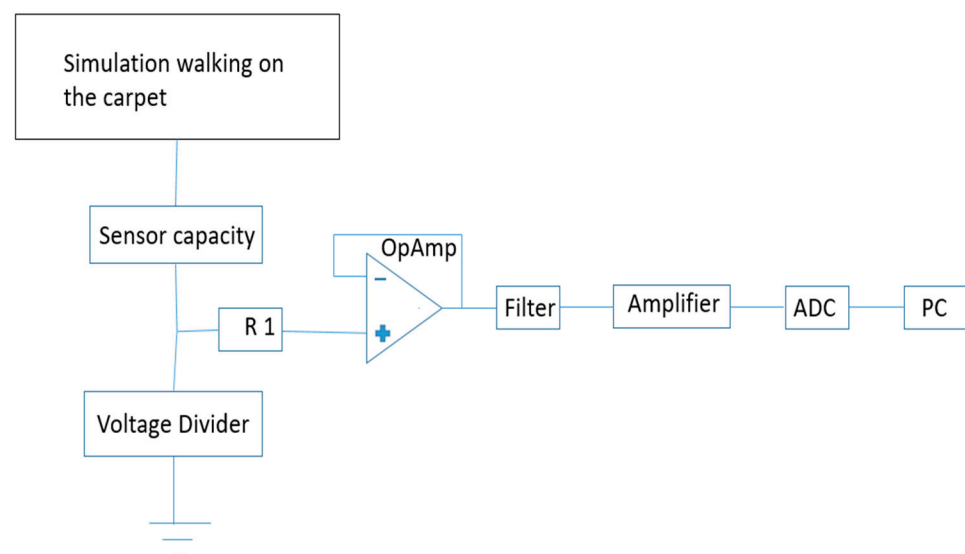 Simulation walking on
the carpet
Sensor capacity
OpAmp
R 1
Filter
Amplifier
ADC
PC
Voltage Divider